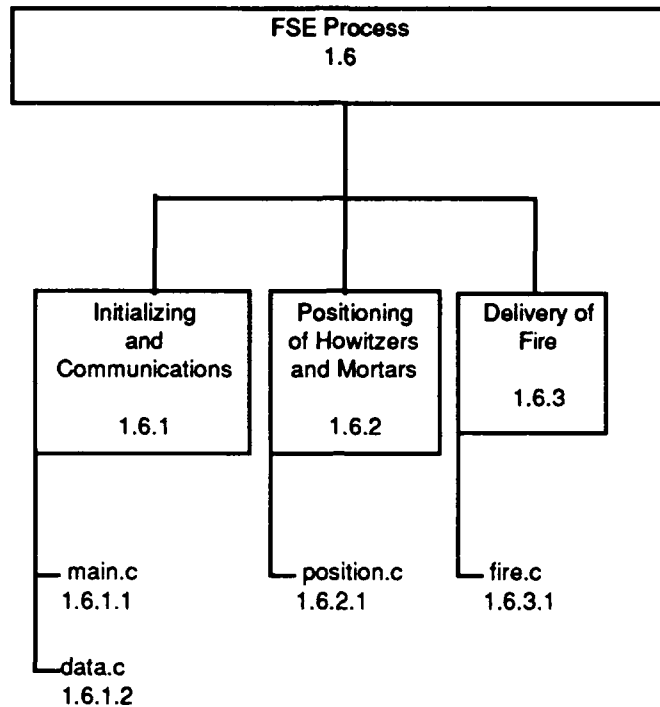 FSE Process
1.6
Initializing
and
Communications
1.6.1
Positioning
of Howitzers
and Mortars
1.6.2
Delivery of
Fire
1.6.3
main.c
1.6.1.1
data.c
1.6.1.2
position.c
1.6.2.1
fire.c
1.6.3.1